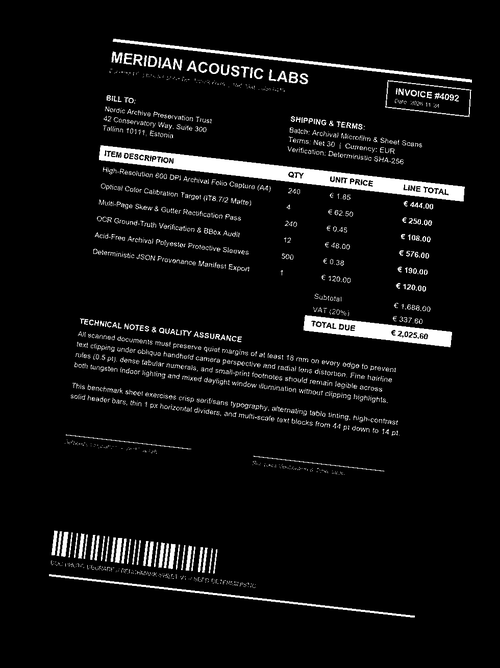 MERIDIAN ACOUSTIC LABS
INVOICE #4092
BILL TO:
Nordic Archive Preservation Trust
42 Conservatory Way, Suite 300
Tallinn 10111, Estonia
SHIPPING & TERMS:
Batch: Archival Microfilm & Sheet Scans
Terms: Net 30 | Currency: EUR
Verification: Deterministic SHA-256
ITEM DESCRIPTION QTY UNIT PRICE LINE TOTAL
High-Resolution 600 DPI Archival Folio Capture (A4) 240 € 1.85 € 444.00
Optical Color Calibration Target (IT8.7/2 Matte) 4 € 62.50 € 250.00
Multi-Page Skew & Gutter Rectification Pass 240 € 0.45 € 108.00
OCR Ground-Truth Verification & BBox Audit 12 € 48.00 € 576.00
Acid-Free Archival Polyester Protective Sleeves 500 € 0.38 € 190.00
Deterministic JSON Provenance Manifest Export 1 € 120.00 € 120.00
Subtotal € 1,688.00
VAT (20%) € 337.60
TOTAL DUE € 2,025.60
TECHNICAL NOTES & QUALITY ASSURANCE
All scanned documents must preserve quiet margins of at least 18 mm on every edge to prevent
text clipping under oblique handheld camera perspective and radial lens distortion. Fine hairline
rules (0.5 pt), dense tabular numerals, and small-print footnotes should remain legible across
both tungsten indoor lighting and mixed daylight window illumination without clipping highlights.
This benchmark sheet exercises crisp serif/sans typography, alternating table tinting, high-contrast
solid header bars, thin 1 px horizontal dividers, and multi-scale text blocks from 44 pt down to 14 pt.